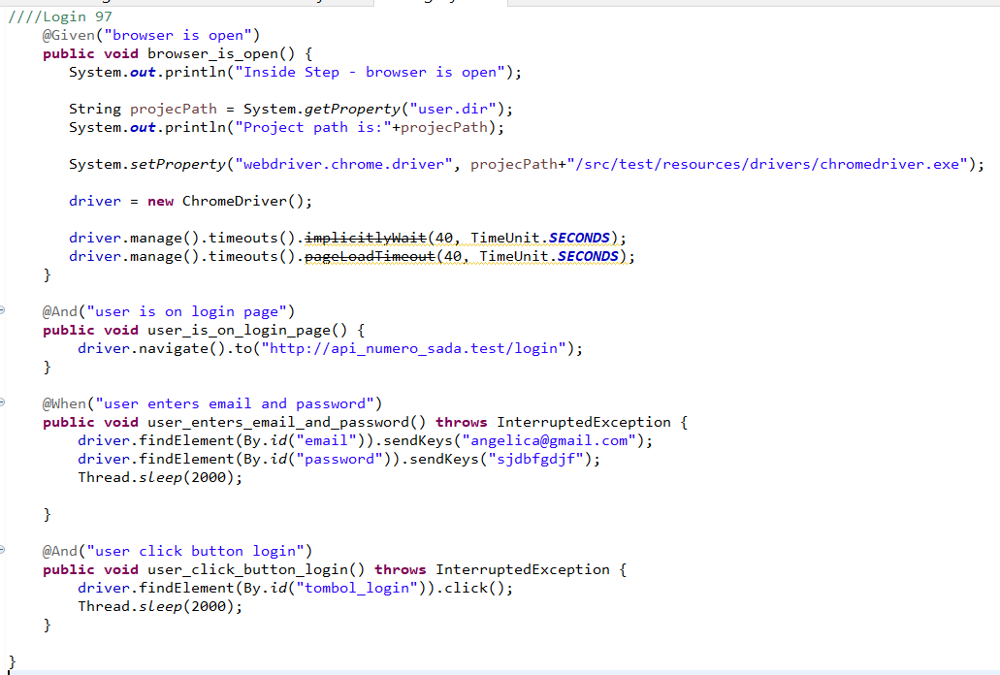 ////Login 97
@Given("browser is open")
public void browser_is_open() {
System.out.println("Inside Step - browser is open");
String projecPath = System.getProperty("user.dir");
System.out.println("Project path is:"+projecPath);
System.setProperty("webdriver.chrome.driver", projecPath+"/src/test/resources/drivers/chromedriver.exe");
driver = new ChromeDriver();
driver.manage().timeouts().implicitlyWait(40, TimeUnit.SECONDS);
driver.manage().timeouts().pageLoadTimeout(40, TimeUnit.SECONDS);
}
@And("user is on login page")
public void user_is_on_login_page() {
driver.navigate().to("http://api_numero_sada.test/login");
}
@When("user enters email and password")
public void user_enters_email_and_password() throws InterruptedException {
driver.findElement(By.id("email")).sendKeys("angelica@gmail.com");
driver.findElement(By.id("password")).sendKeys("sjdbfgdjf");
Thread.sleep(2000);
}
@And("user click button login")
public void user_click_button_login() throws InterruptedException {
driver.findElement(By.id("tombol_login")).click();
Thread.sleep(2000);
}
}